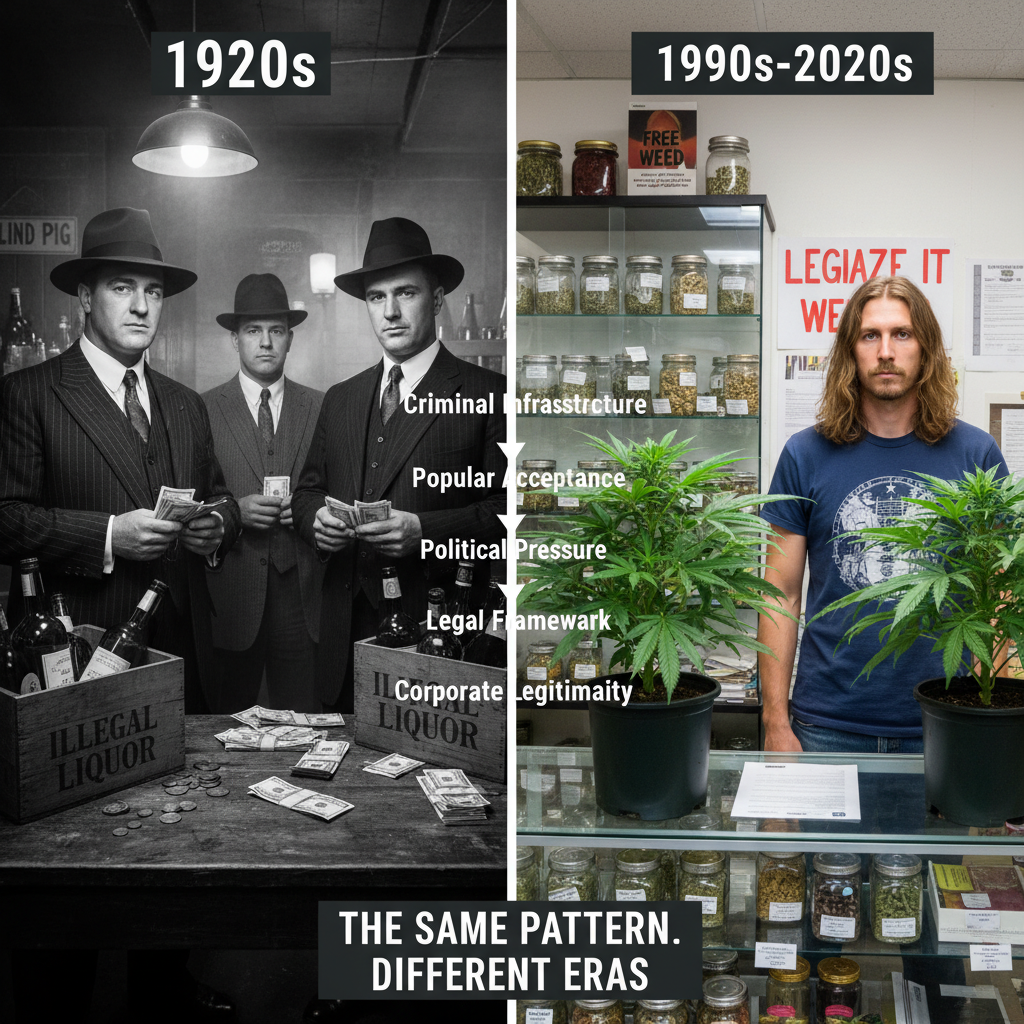 1920s
1990s-2020s
LIND PIG
FREE
WEED
LEGIAZE IT
WE
Criminal Infrasstrcture
Popular Acceptance
Political Pressure
Legal Framewark
Corporate Legitimaity
ILLEGAL
LIQUOR
ILLEGAL
LIQUOR
THE SAME PATTERN.
DIFFERENT ERAS